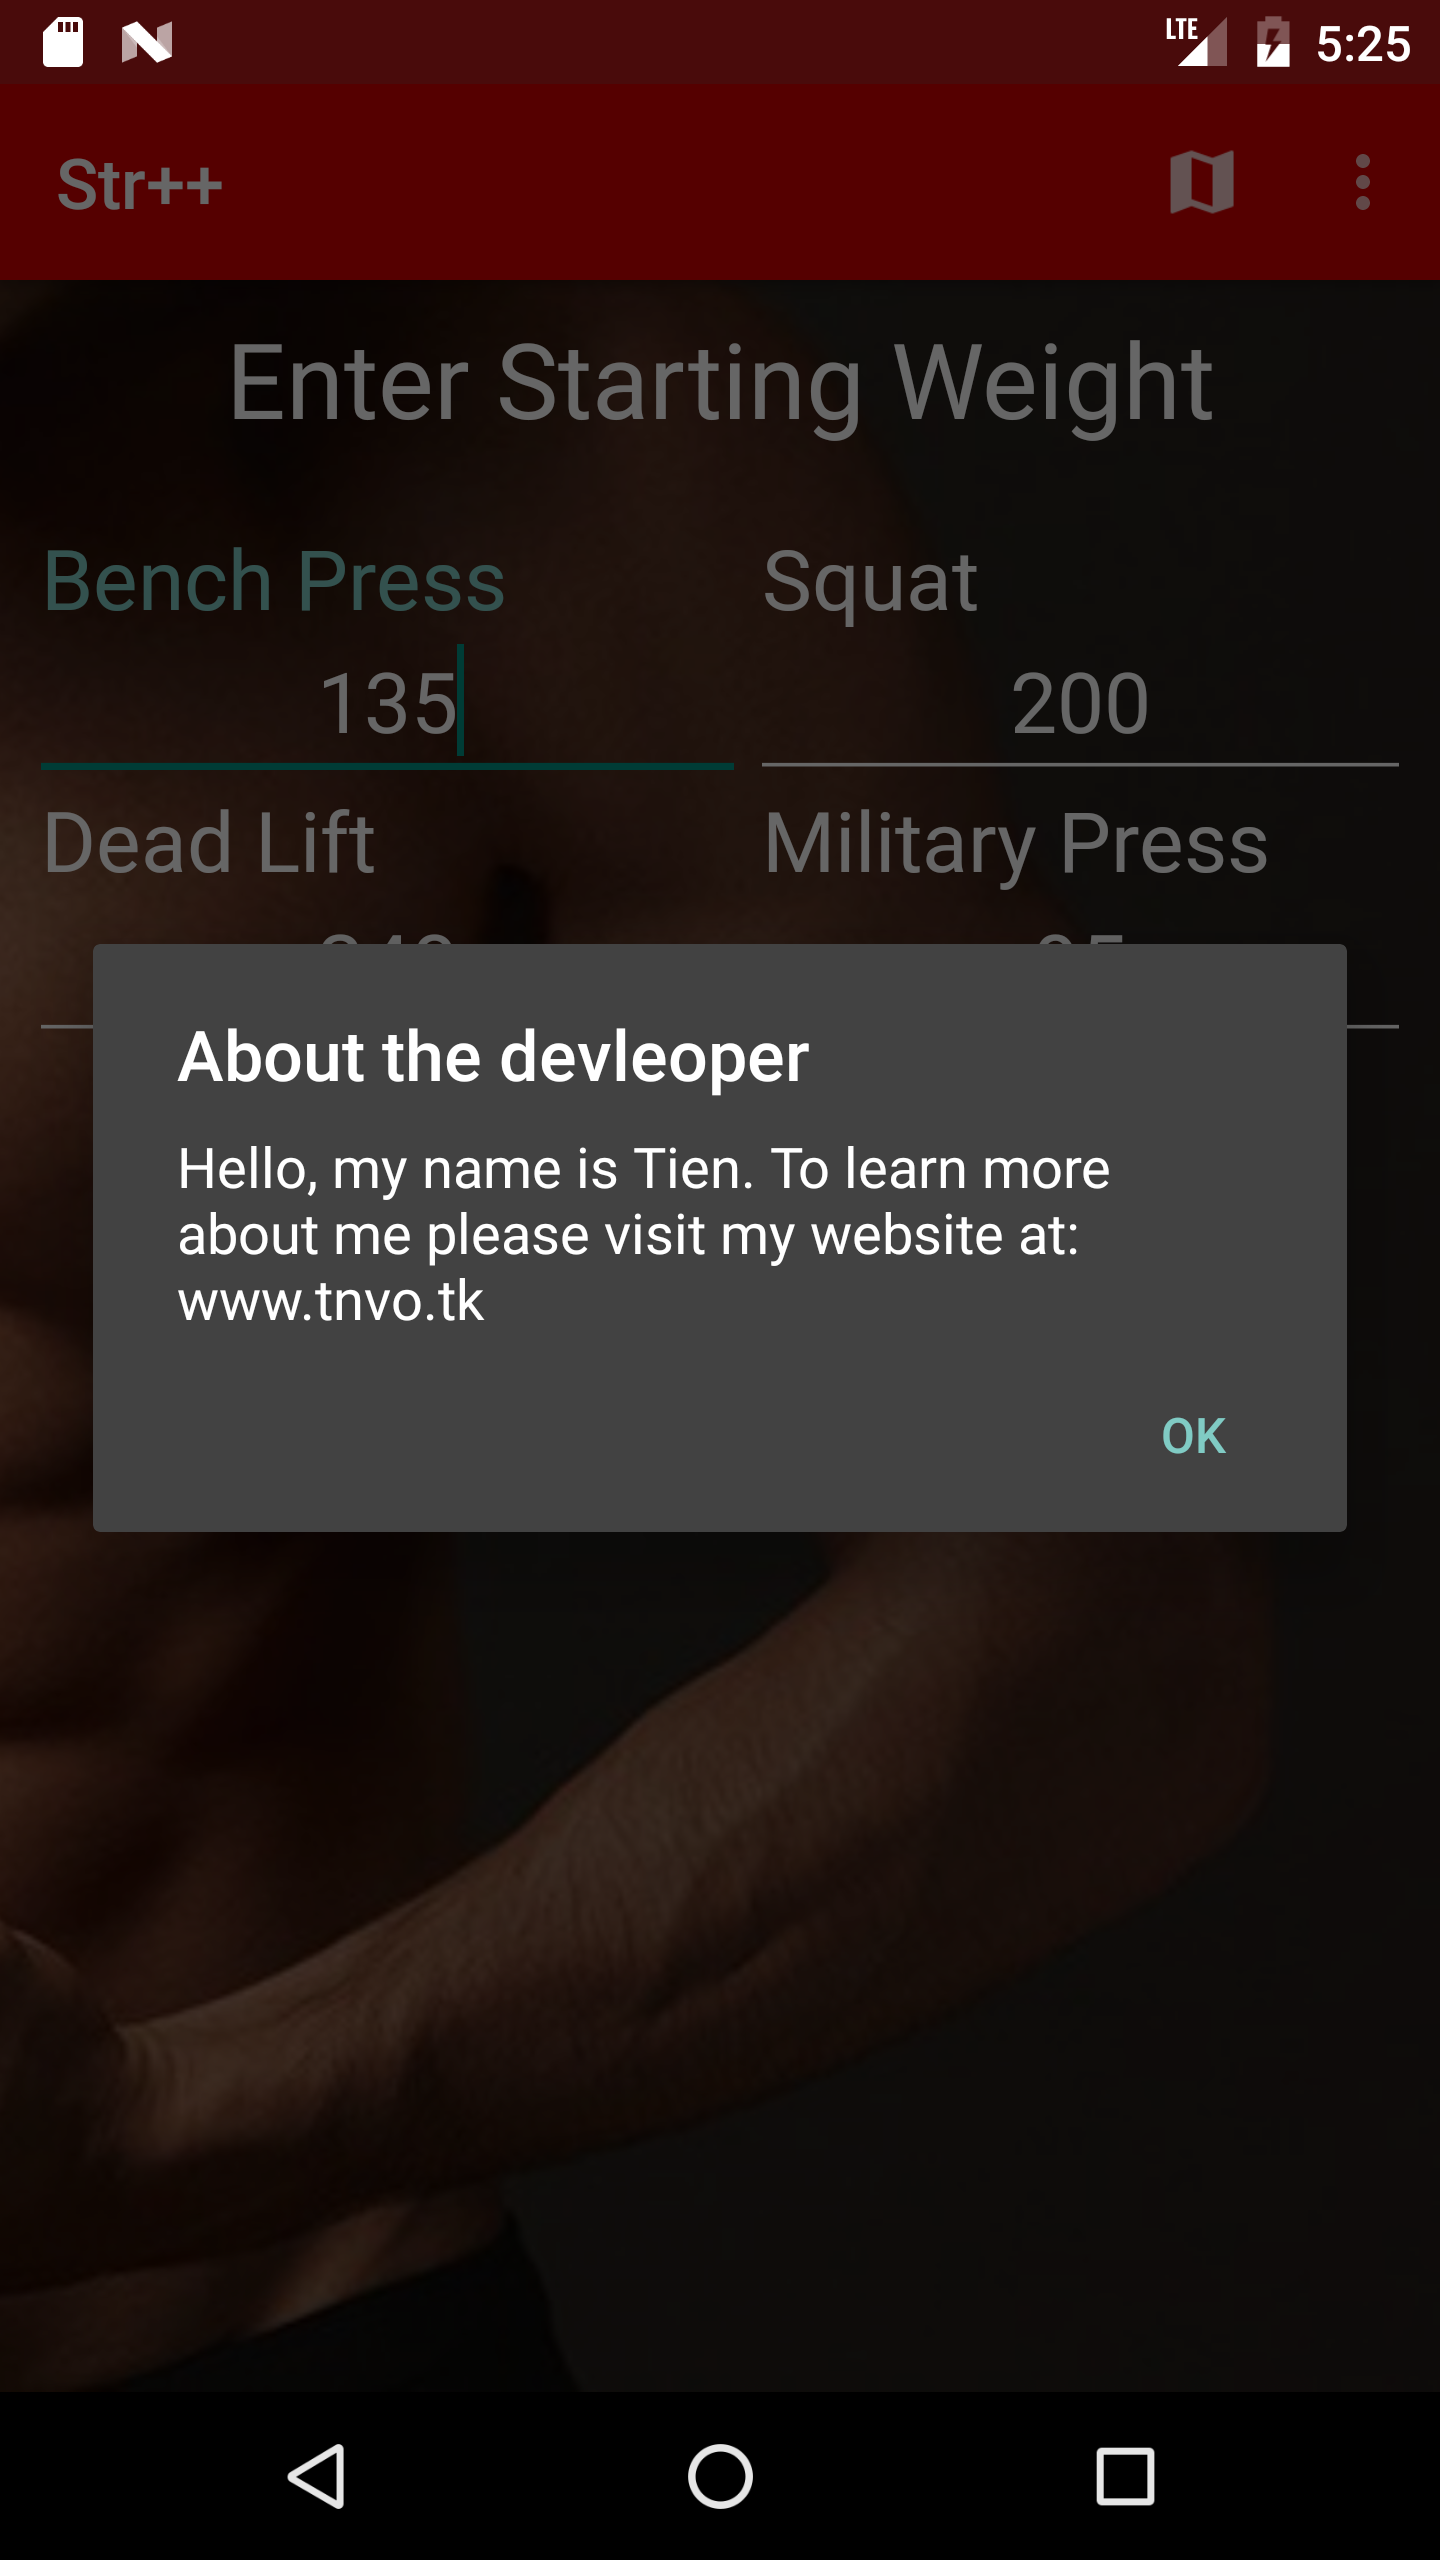 LTE 5:25
Str++
Enter Starting Weight
Bench Press Squat
135 200
Dead Lift Military Press
About the devleoper
Hello, my name is Tien. To learn more
about me please visit my website at:
www.tnvo.tk
OK